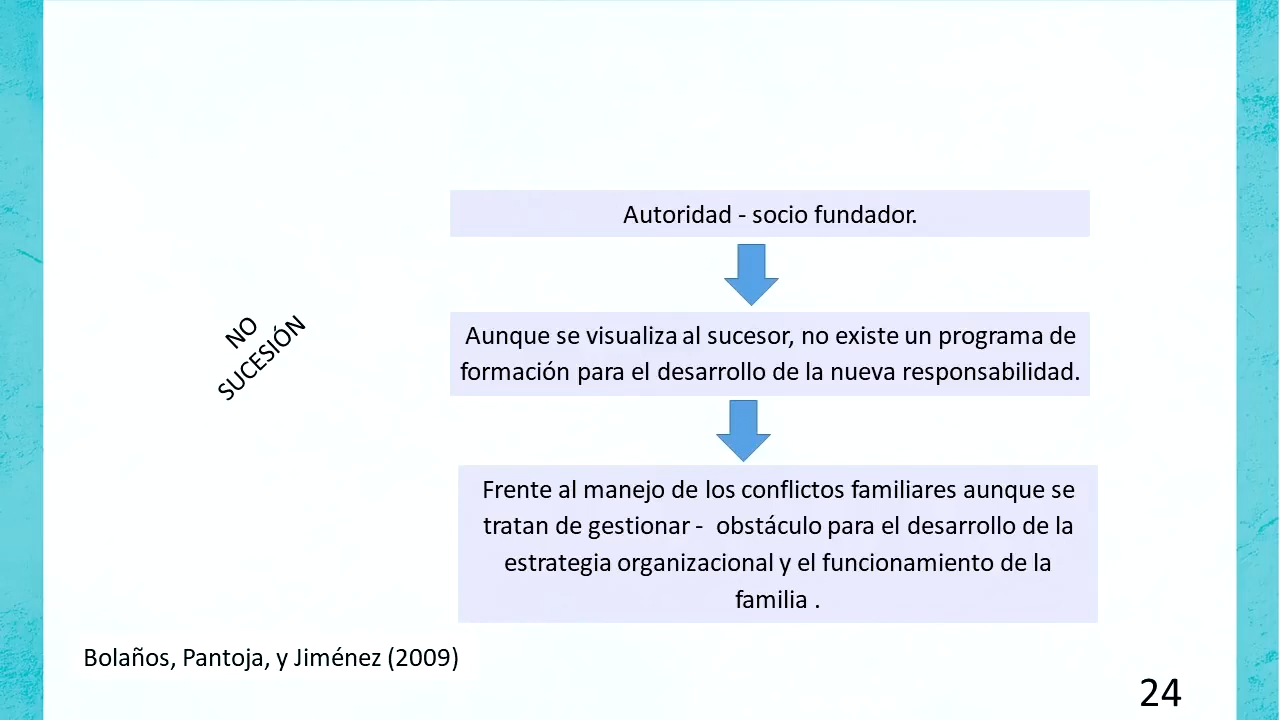 Autoridad - socio fundador.
NO
SUCESIÓN
Aunque se visualiza al sucesor, no existe un programa de
formación para el desarrollo de la nueva responsabilidad.
Frente al manejo de los conflictos familiares aunque se
tratan de gestionar - obstáculo para el desarrollo de la
estrategia organizacional y el funcionamiento de la
familia .
Bolaños, Pantoja, y Jiménez (2009)
24